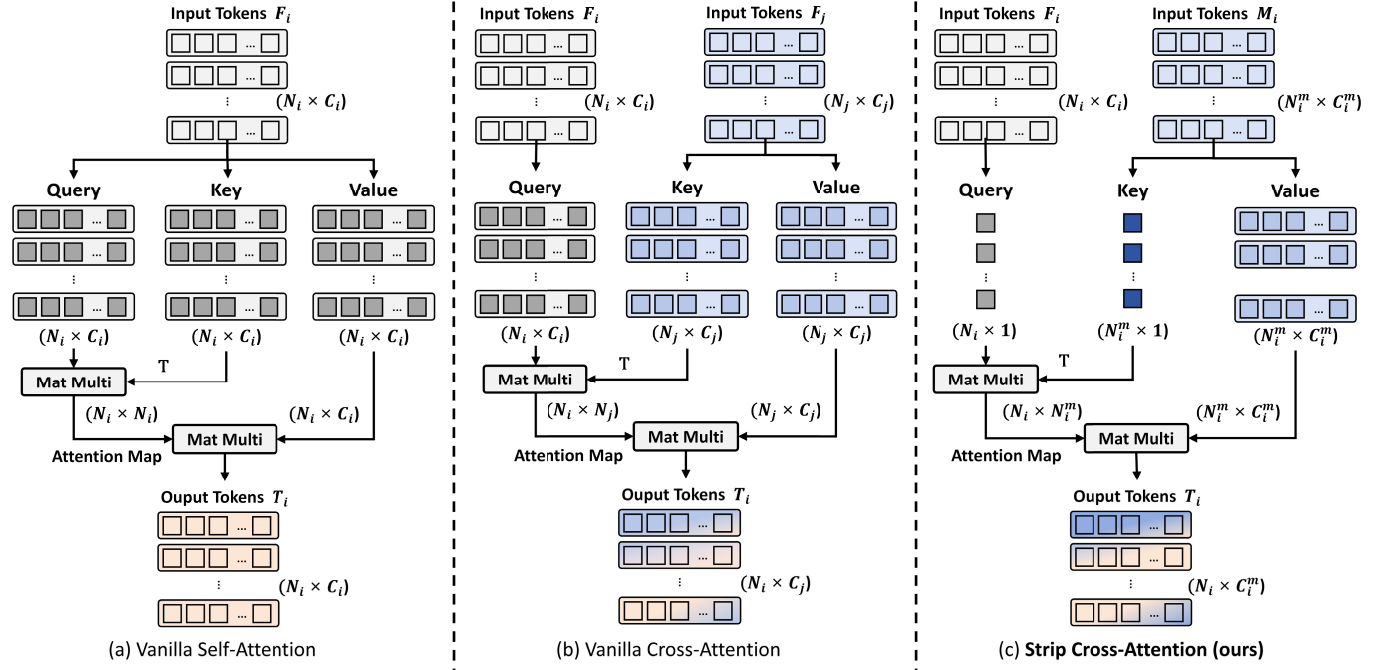 Input Tokens F_i
(N_i × C_i)
Query
Key
Value
(N_i × C_i)
(N_i × C_i)
(N_i × C_i)
T
Mat Multi
(N_i × N_i)
(N_i × C_i)
Mat Multi
Attention Map
Ouput Tokens T_i
(N_i × C_i)
(a) Vanilla Self-Attention
Input Tokens F_i
Input Tokens F_j
(N_i × C_i)
(N_j × C_j)
Query
Key
Value
(N_i × C_i)
(N_j × C_j)
(N_j × C_j)
T
Mat Multi
(N_i × N_j)
(N_j × C_j)
Mat Multi
Attention Map
Ouput Tokens T_i
(N_i × C_j)
(b) Vanilla Cross-Attention
Input Tokens F_i
Input Tokens M_i
(N_i × C_i)
(N_i^m × C_i^m)
Query
Key
Value
(N_i × 1)
(N_i^m × 1)
(N_i^m × C_i^m)
T
Mat Multi
(N_i × N_i^m)
(N_i^m × C_i^m)
Mat Multi
Attention Map
Ouput Tokens T_i
(N_i × C_i^m)
(c) Strip Cross-Attention (ours)